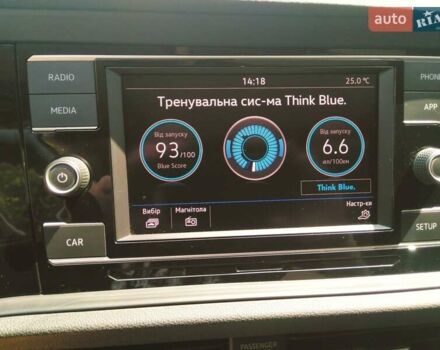 auto RIA
RADIO
MEDIA
CAR
14:18
25.0 °C
Тренувальна сис-ма Think Blue.
Від запуску
93/100
Blue Score
Від запуску
6.6
л/100км
Think Blue.
Вибір
Магнітола
Настр-ки
PHONE
APP
SETUP
PASSENGER